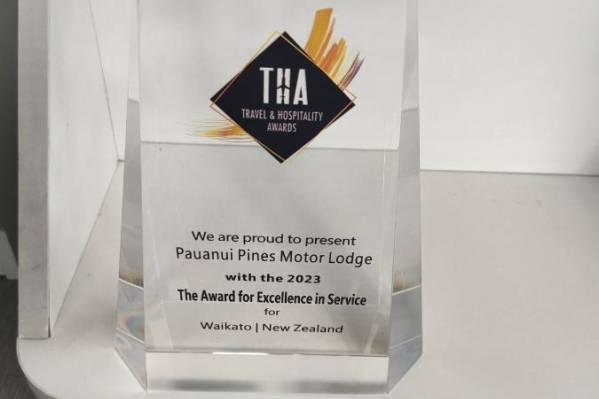 THA
TRAVEL & HOSPITALITY
AWARDS
We are proud to present
Pauanui Pines Motor Lodge
with the 2023
The Award for Excellence in Service
for
Waikato | New Zealand